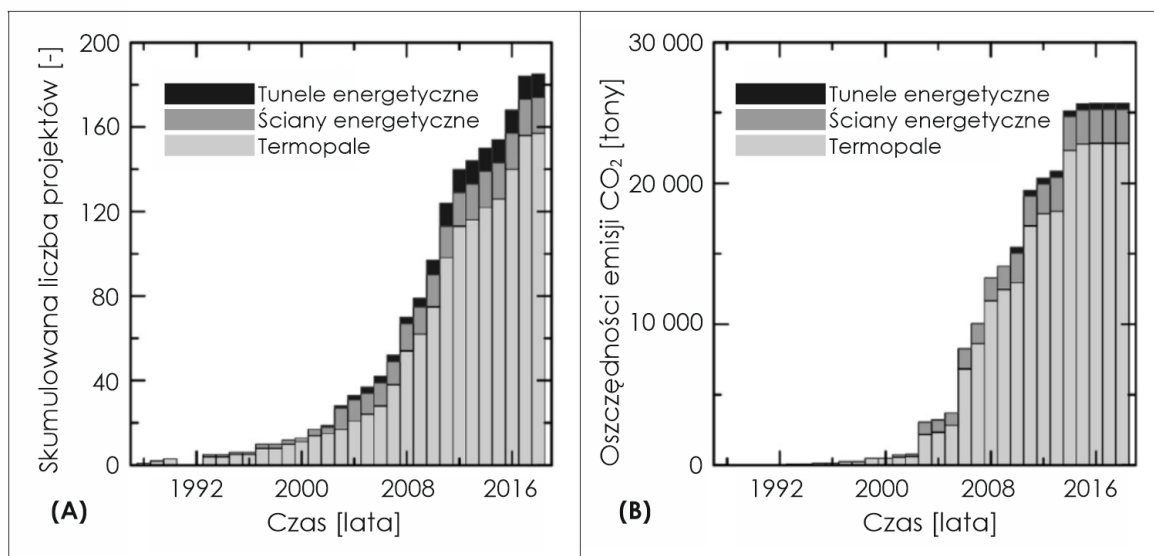 Skumulowana liczba projektów [-]
200
160
120
80
40
0
Tunele energetyczne
Ściany energetyczne
Termopale
1992
2000
2008
2016
Czas [lata]
(A)
Oszczędności emisji CO₂ [tony]
30 000
20 000
10 000
0
Tunele energetyczne
Ściany energetyczne
Termopale
1992
2000
2008
2016
Czas [lata]
(B)